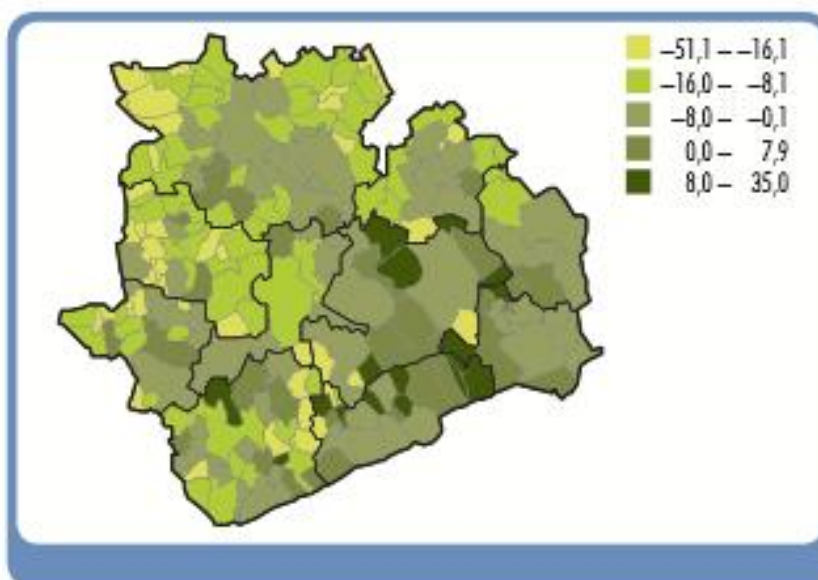 –51,1 – –16,1
–16,0 – –8,1
–8,0 – –0,1
0,0 – 7,9
8,0 – 35,0